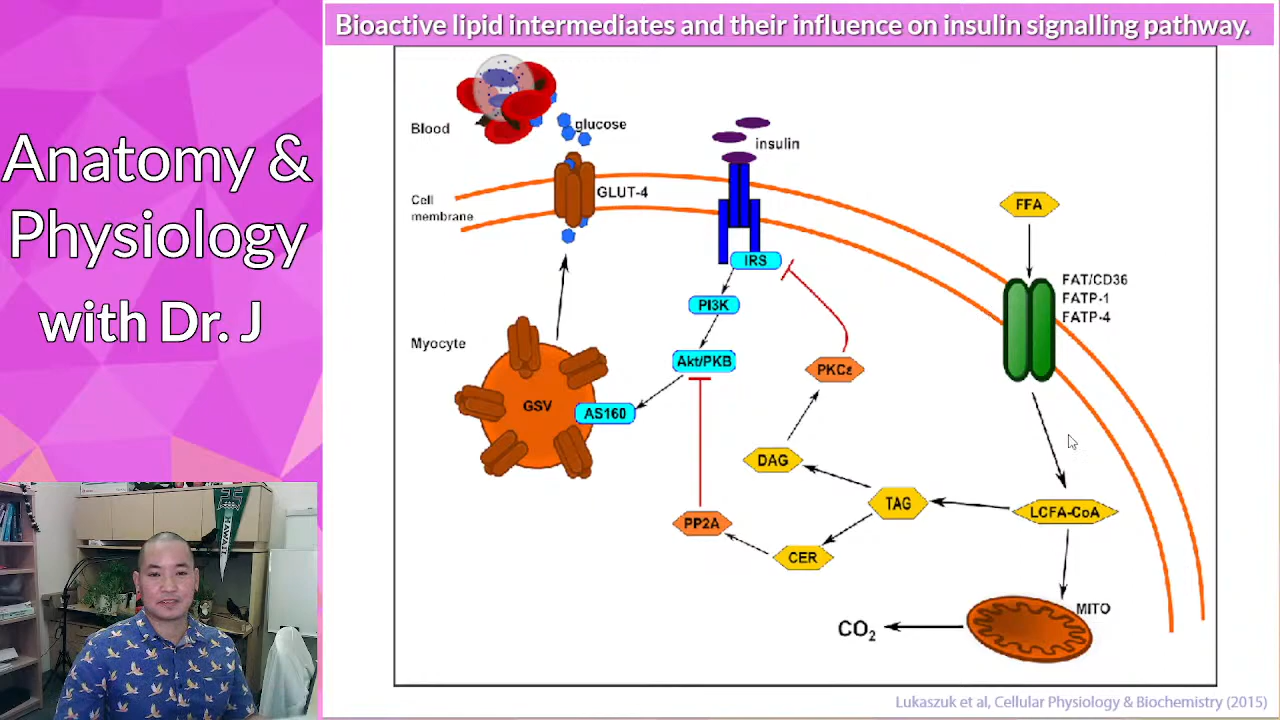 Bioactive lipid intermediates and their influence on insulin signalling pathway.
Anatomy &
Physiology
with Dr. J
Blood
glucose
insulin
Cell
membrane
GLUT-4
FFA
IRS
FAT/CD36
FATP-1
FATP-4
PI3K
Myocyte
Akt/PKB
PKCε
GSV
AS160
DAG
TAG
LCFA-CoA
PP2A
CER
MITO
CO2
HAWAII
Lukaszuk et al, Cellular Physiology & Biochemistry (2015)